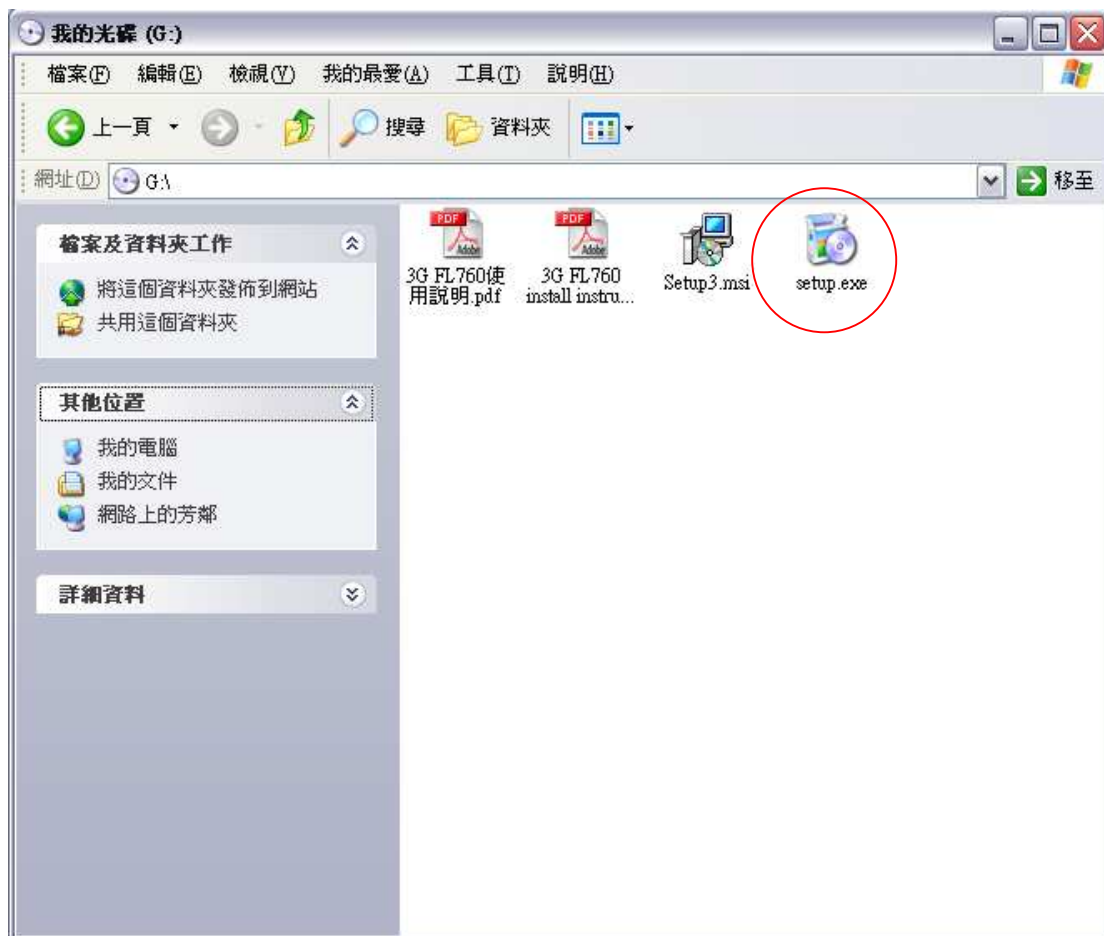 我的光碟 (G:)
檔案(F) 編輯(E) 檢視(V) 我的最愛(A) 工具(T) 說明(H)
上一頁 搜尋 資料夾
網址(D) G:\ 移至
檔案及資料夾工作
將這個資料夾發佈到網站
共用這個資料夾
其他位置
我的電腦
我的文件
網路上的芳鄰
詳細資料
PDF
Adobe
3G FL760使
用說明.pdf
PDF
Adobe
3G FL760
install instru...
Setup3.msi
setup.exe